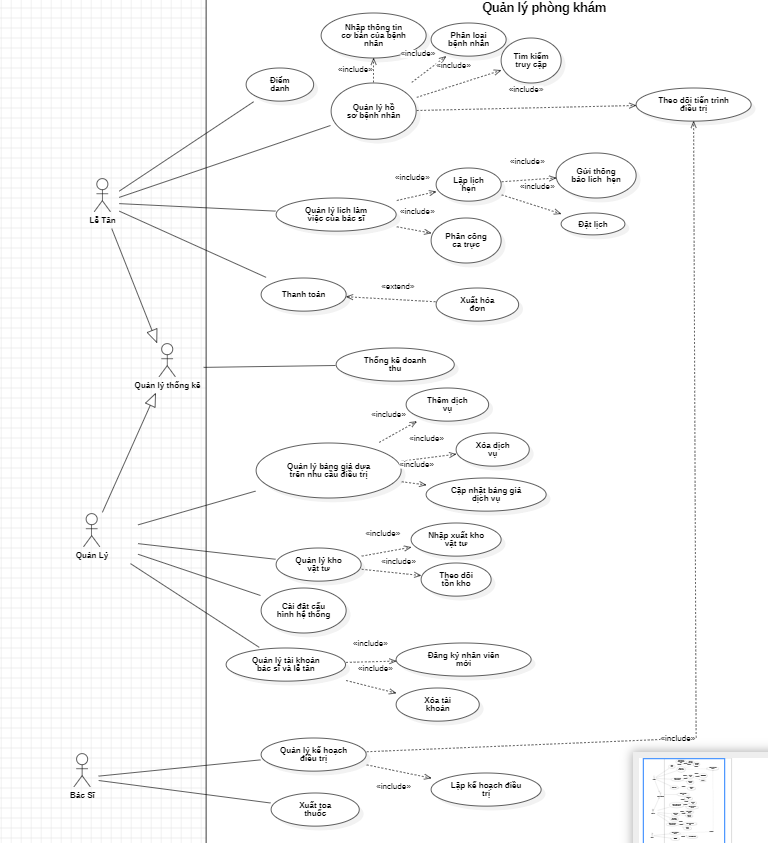 Quản lý phòng khám
Nhập thông tin
cơ bản của bệnh
nhân
Phân loại
bệnh nhân
«include»
«include»
«include»
Tìm kiếm
truy cập
«include»
Điểm
danh
Quản lý hồ
sơ bệnh nhân
Theo dõi tiến trình
điều trị
Lễ Tân
Quản lý lịch làm
việc của bác sĩ
«include»
«include»
Lập lịch
hẹn
«include»
«include»
Gửi thông
báo lịch hẹn
Đặt lịch
Phân công
ca trực
Thanh toán
«extend»
Xuất hóa
đơn
Quản lý thống kê
Thống kê doanh
thu
Thêm dịch
vụ
«include»
«include»
«include»
Xóa dịch
vụ
Quản lý bảng giá dựa
trên nhu cầu điều trị
Cập nhật bảng giá
dịch vụ
Quản Lý
Quản lý kho
vật tư
«include»
«include»
Nhập xuất kho
vật tư
Theo dõi
tồn kho
Cài đặt cấu
hình hệ thống
Quản lý tài khoản
bác sĩ và lễ tân
«include»
«include»
Đăng ký nhân viên
mới
Xóa tài
khoản
«include»
Quản lý kế hoạch
điều trị
Bác Sĩ
«include»
Lập kế hoạch điều
trị
Xuất toa
thuốc